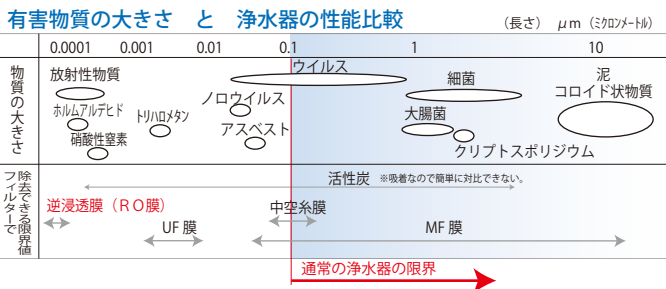 有害物質の大きさ と 浄水器の性能比較
(長さ) μm (ミクロンメートル)
0.0001 0.001 0.01 0.1 1 10
物質の大きさ
放射性物質
ウイルス
細菌
泥
コロイド状物質
ホルムアルデヒド
トリハロメタン
ノロウイルス
大腸菌
硝酸性窒素
アスベスト
クリプトスポリジウム
フィルターで
除去できる限界値
活性炭 ※吸着なので簡単に対比できない。
逆浸透膜(RO膜)
中空糸膜
UF 膜
MF 膜
通常の浄水器の限界